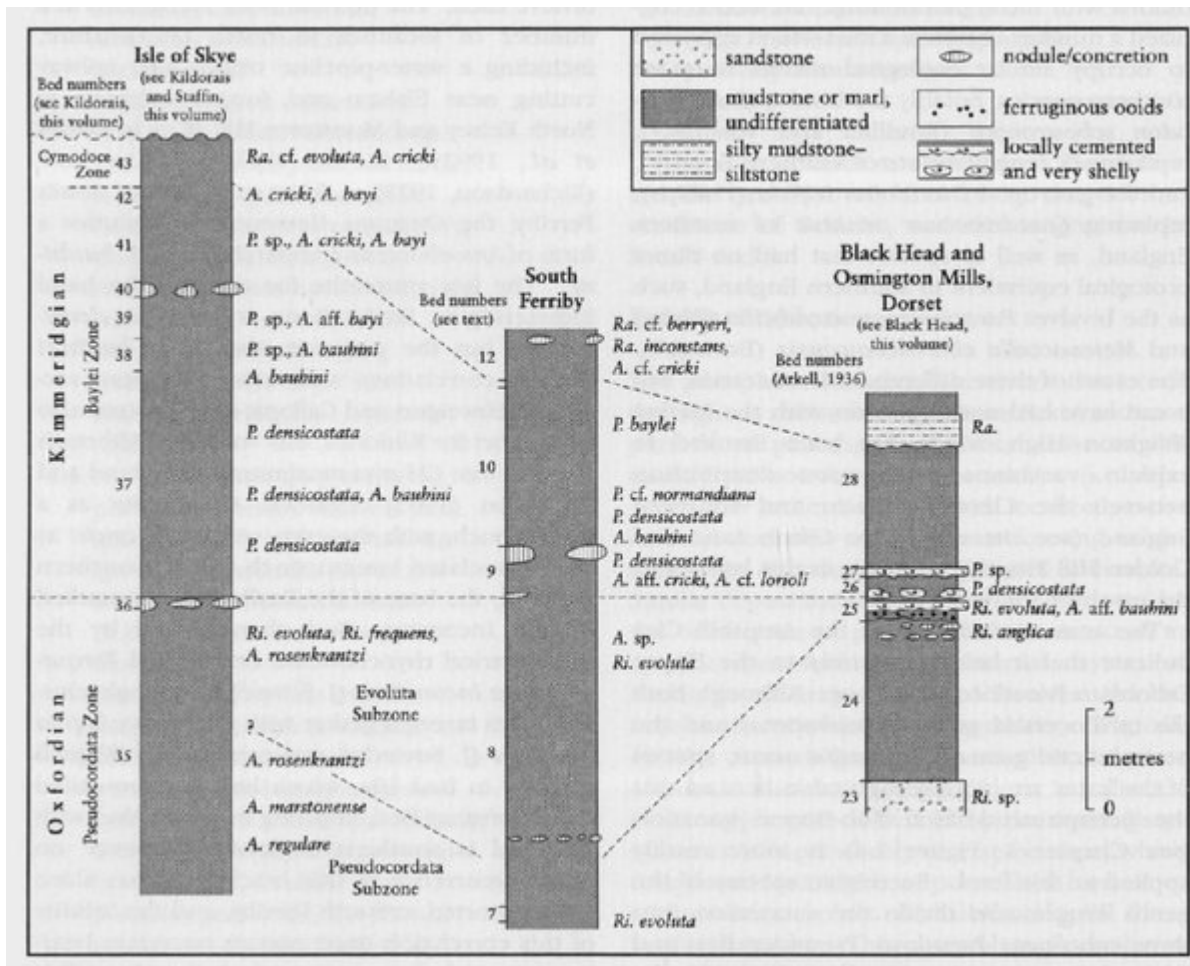 Isle of Skye
(see Kildorais
and Staffin,
this volume)
Bed numbers
(see Kildorais,
this volume)
Cymodoce
Zone
Kimmeridgian
Baylei Zone
Oxfordian
Pseudocordata Zone
43
42
41
40
39
38
37
36
35
Ra. cf. evoluta, A. cricki
A. cricki, A. bayi
P. sp., A. cricki, A. bayi
P. sp., A. aff. bayi
P. sp., A. bauhini
A. bauhini
P. densicostata
P. densicostata, A. bauhini
P. densicostata
Ri. evoluta, Ri. frequens,
A. rosenkrantzi
Evoluta
Subzone
?
A. rosenkrantzi
A. marstonense
A. regulare
Pseudocordata
Subzone
South
Ferriby
Bed numbers
(see text)
12
10
9
8
7
Ra. cf. berryeri,
Ra. inconstans,
A. cf. cricki
P. baylei
P. cf. normandiana
P. densicostata
A. bauhini
P. densicostata
A. aff. cricki, A. cf. lorioli
A. sp.
Ri. evoluta
Ri. evoluta
sandstone
mudstone or marl,
undifferentiated
silty mudstone–
siltstone
nodule/concretion
ferruginous ooids
locally cemented
and very shelly
Black Head and
Osmington Mills,
Dorset
(see Black Head,
this volume)
Bed numbers
(Arkell, 1936)
28
27
26
25
24
23
Ra.
P. sp.
P. densicostata
Ri. evoluta, A. aff. bauhini
Ri. anglica
Ri. sp.
2
metres
0